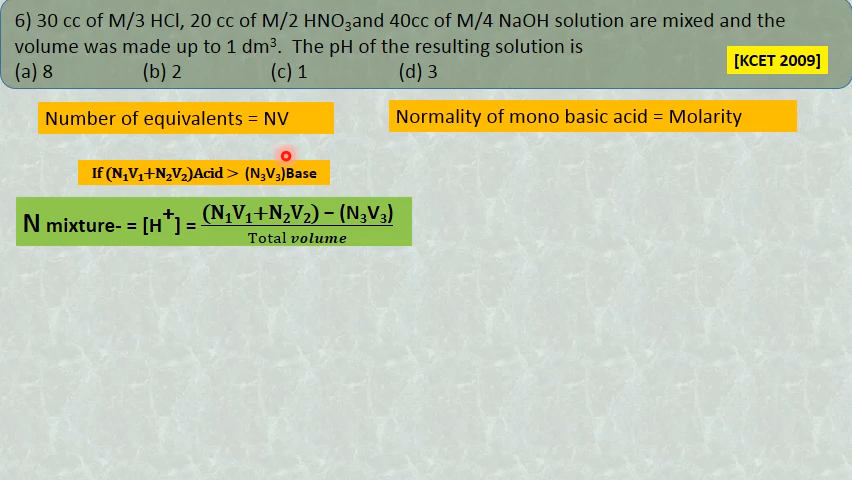 6) 30 cc of M/3 HCl, 20 cc of M/2 HNO₃and 40cc of M/4 NaOH solution are mixed and the
volume was made up to 1 dm³. The pH of the resulting solution is
(a) 8 (b) 2 (c) 1 (d) 3
[KCET 2009]
Number of equivalents = NV
Normality of mono basic acid = Molarity
If (N₁V₁+N₂V₂)Acid > (N₃V₃)Base
N mixture- = [H⁺] = (N₁V₁+N₂V₂) − (N₃V₃)
Total volume